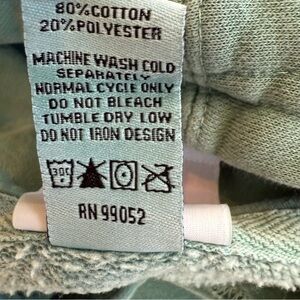 80%COTTON
20%POLYESTER
MACHINE WASH COLD
SEPARATELY
NORMAL CYCLE ONLY
DO NOT BLEACH
TUMBLE DRY LOW
DO NOT IRON DESIGN
30C
RN 99052